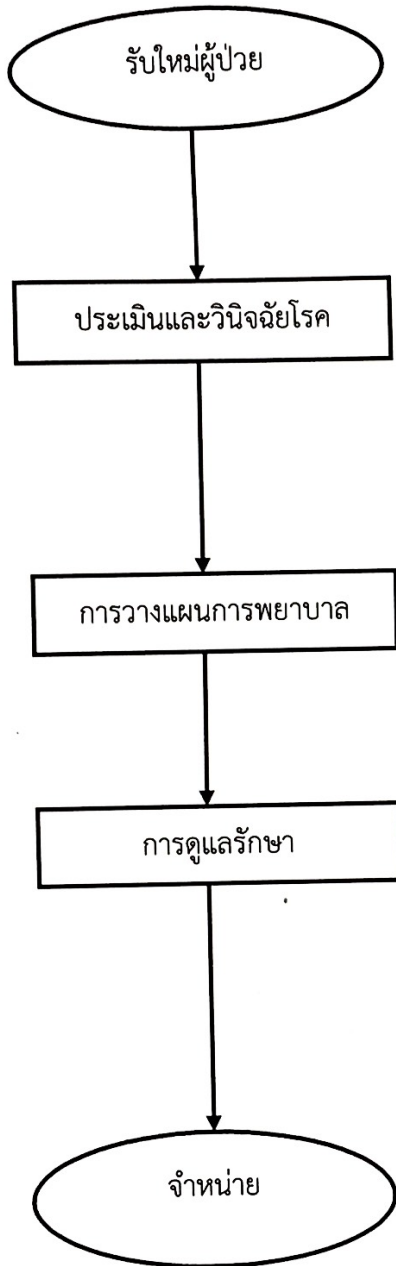 รับใหม่ผู้ป่วย
ประเมินและวินิจฉัยโรค
การวางแผนการพยาบาล
การดูแลรักษา
จำหน่าย